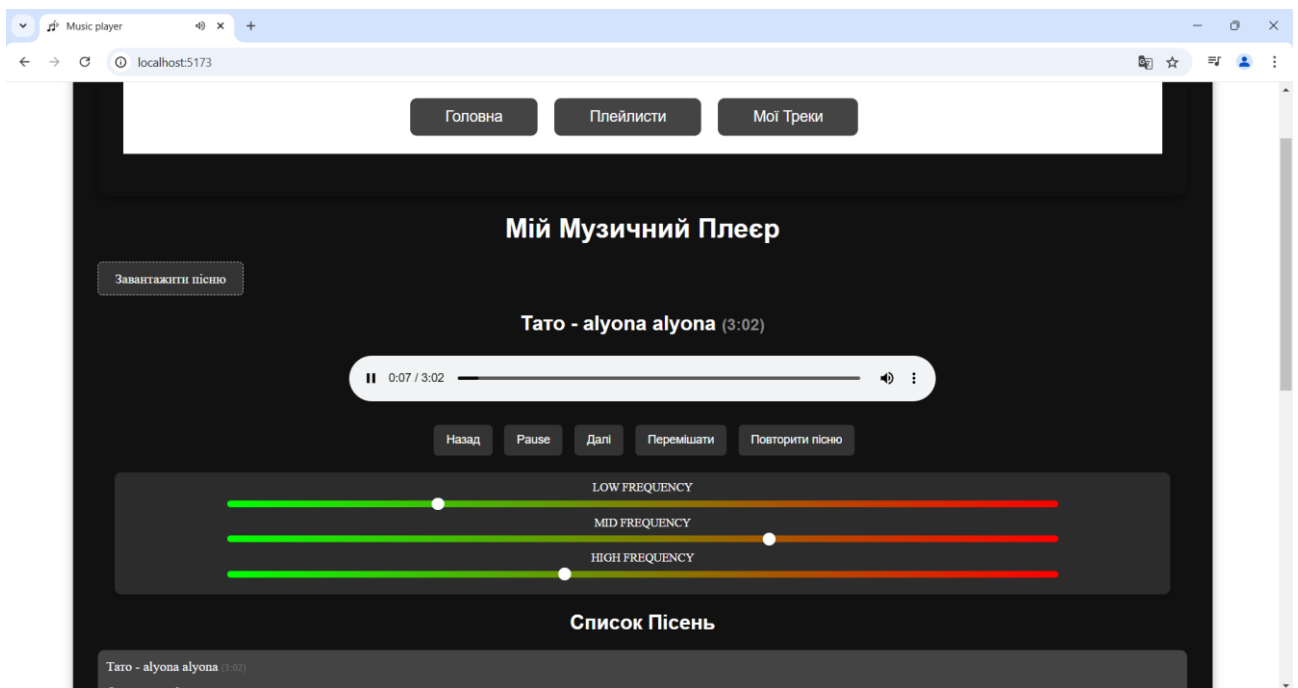 Music player
localhost:5173
Головна Плейлисти Мої Треки
Мій Музичний Плеєр
Завантажити пісню
Тато - alyona alyona (3:02)
0:07 / 3:02
Назад Pause Далі Перемішати Повторити пісню
LOW FREQUENCY
MID FREQUENCY
HIGH FREQUENCY
Список Пісень
Тато - alyona alyona (3:02)